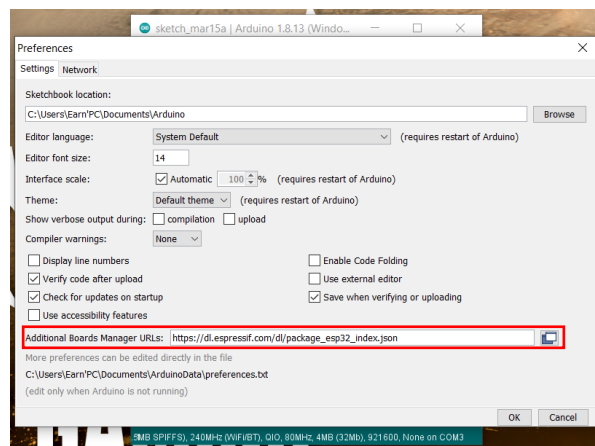 sketch_mar15a | Arduino 1.8.13 (Windo...
Preferences
Settings Network
Sketchbook location:
C:\Users\Earn'PC\Documents\Arduino Browse
Editor language: System Default (requires restart of Arduino)
Editor font size: 14
Interface scale: Automatic 100 % (requires restart of Arduino)
Theme: Default theme (requires restart of Arduino)
Show verbose output during: compilation upload
Compiler warnings: None
Display line numbers Enable Code Folding
Verify code after upload Use external editor
Check for updates on startup Save when verifying or uploading
Use accessibility features
Additional Boards Manager URLs: https://dl.espressif.com/dl/package_esp32_index.json
More preferences can be edited directly in the file
C:\Users\Earn'PC\Documents\ArduinoData\preferences.txt
(edit only when Arduino is not running)
OK Cancel
SPIFFS), 240MHz (WiFi/BT), QIO, 80MHz, 4MB (32Mb), 921600, None on COM3